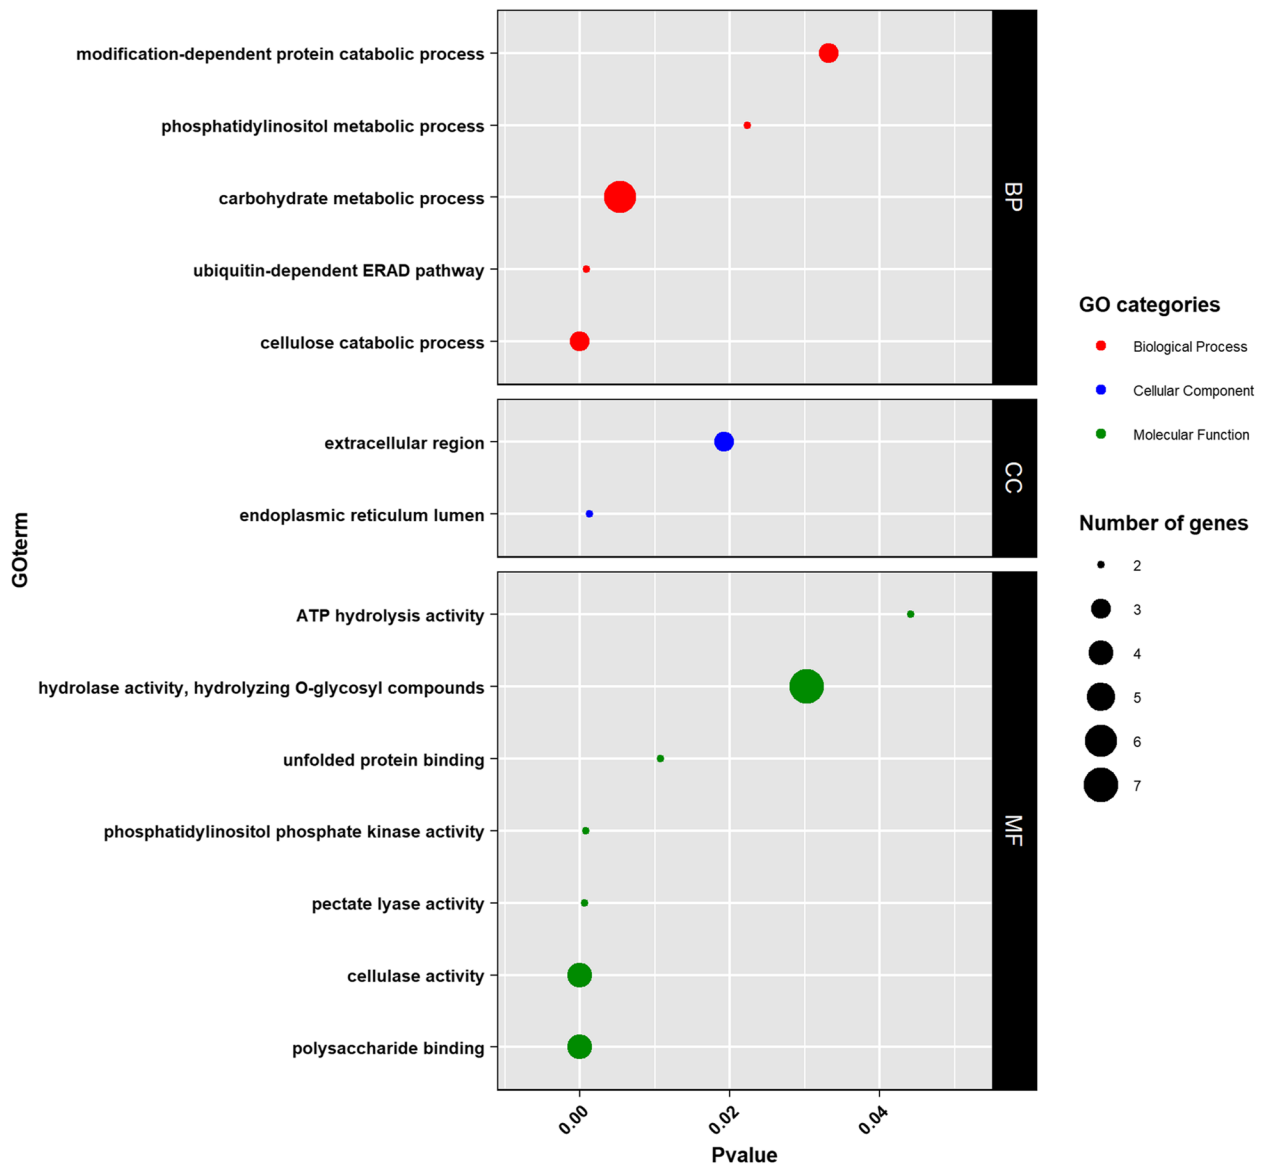 GOterm
modification-dependent protein catabolic process
phosphatidylinositol metabolic process
carbohydrate metabolic process
ubiquitin-dependent ERAD pathway
cellulose catabolic process
BP
extracellular region
endoplasmic reticulum lumen
CC
ATP hydrolysis activity
hydrolase activity, hydrolyzing O-glycosyl compounds
unfolded protein binding
phosphatidylinositol phosphate kinase activity
pectate lyase activity
cellulase activity
polysaccharide binding
MF
0.00
0.02
0.04
Pvalue
GO categories
Biological Process
Cellular Component
Molecular Function
Number of genes
2
3
4
5
6
7